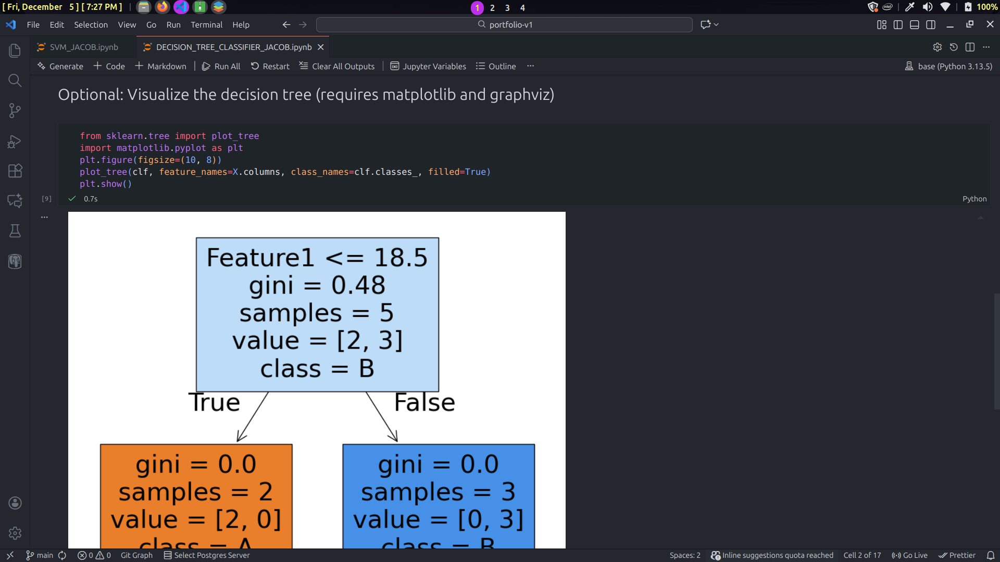 [ Fri, December   5 ] [ 7:27 PM ]
1 2 3 4
intel
100%
File Edit Selection View Go Run Terminal Help
portfolio-v1
SVM_JACOB.ipynb
DECISION_TREE_CLASSIFIER_JACOB.ipynb
Generate Code Markdown Run All Restart Clear All Outputs Jupyter Variables Outline ...
base (Python 3.13.5)
Optional: Visualize the decision tree (requires matplotlib and graphviz)
from sklearn.tree import plot_tree
import matplotlib.pyplot as plt
plt.figure(figsize=(10, 8))
plot_tree(clf, feature_names=X.columns, class_names=clf.classes_, filled=True)
plt.show()
[9]
0.7s
Python
...
Feature1 <= 18.5
gini = 0.48
samples = 5
value = [2, 3]
class = B
True
False
gini = 0.0
samples = 2
value = [2, 0]
class = A
gini = 0.0
samples = 3
value = [0, 3]
class = B
main 0 0 Git Graph Select Postgres Server
Spaces: 2 Inline suggestions quota reached Cell 2 of 17 Go Live Prettier